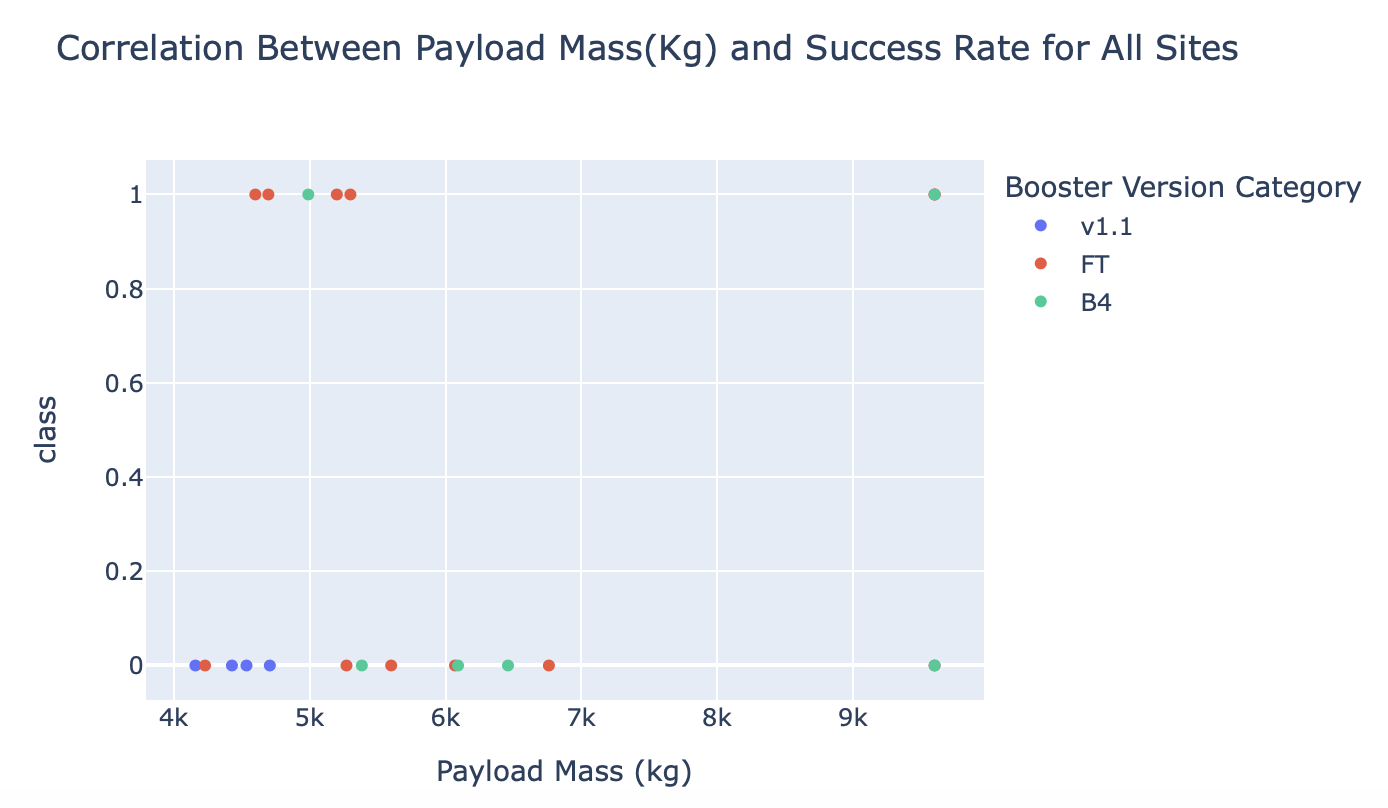 Correlation Between Payload Mass(Kg) and Success Rate for All Sites
Booster Version Category
v1.1
FT
B4
class
1
0.8
0.6
0.4
0.2
0
4k 5k 6k 7k 8k 9k
Payload Mass (kg)